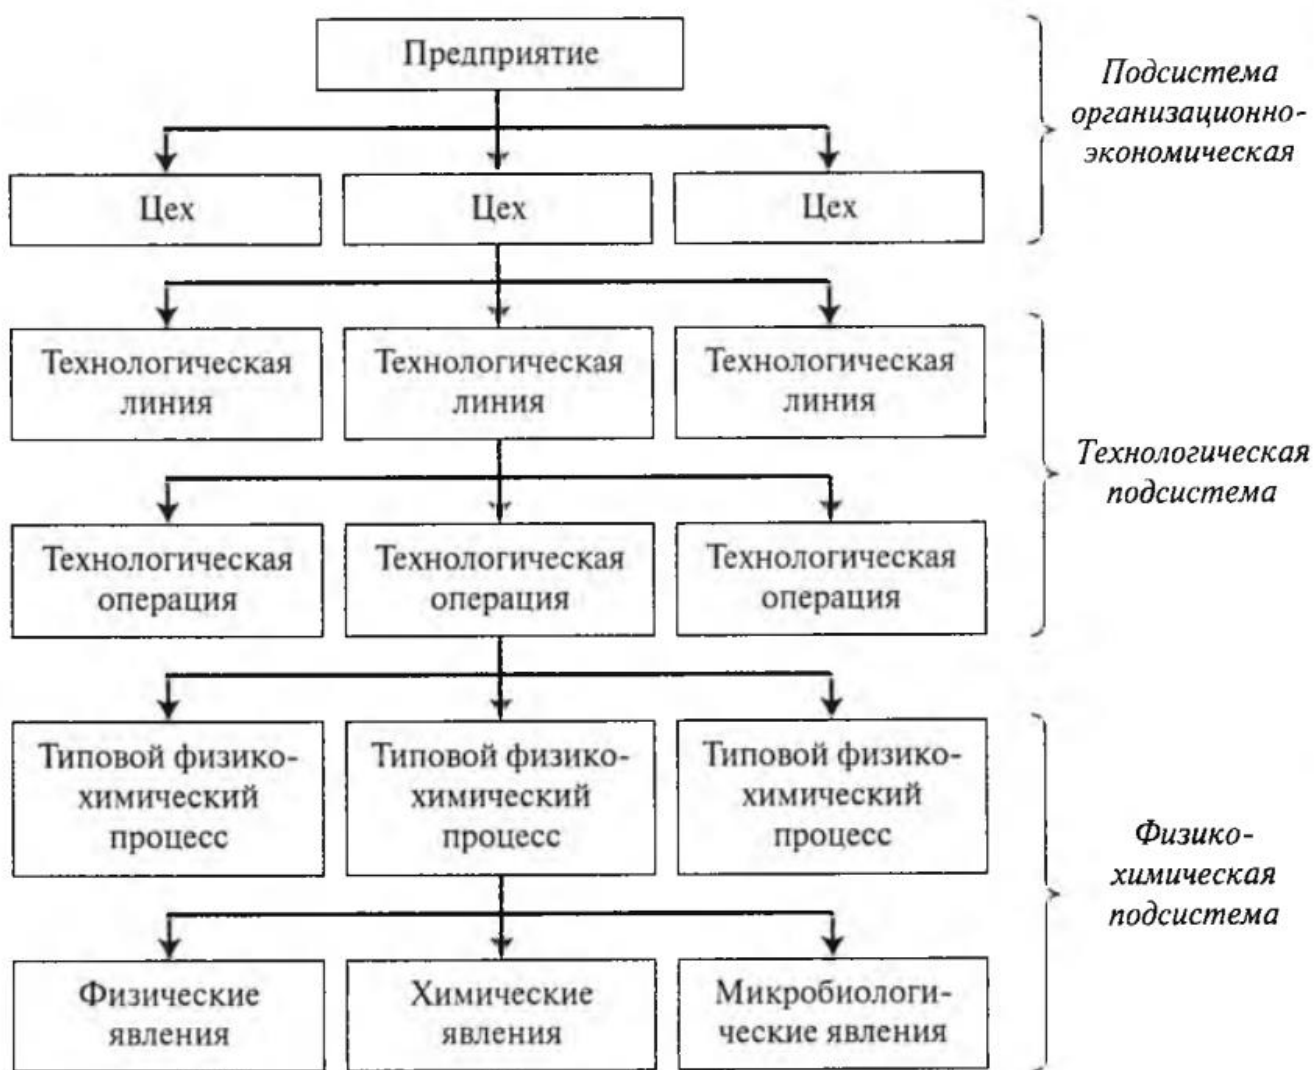 Предприятие
Подсистема
организационно-
экономическая
Цех
Цех
Цех
Технологическая
линия
Технологическая
линия
Технологическая
линия
Технологическая
подсистема
Технологическая
операция
Технологическая
операция
Технологическая
операция
Типовой физико-
химический
процесс
Типовой физико-
химический
процесс
Типовой физико-
химический
процесс
Физико-
химическая
подсистема
Физические
явления
Химические
явления
Микробиологи-
ческие явления